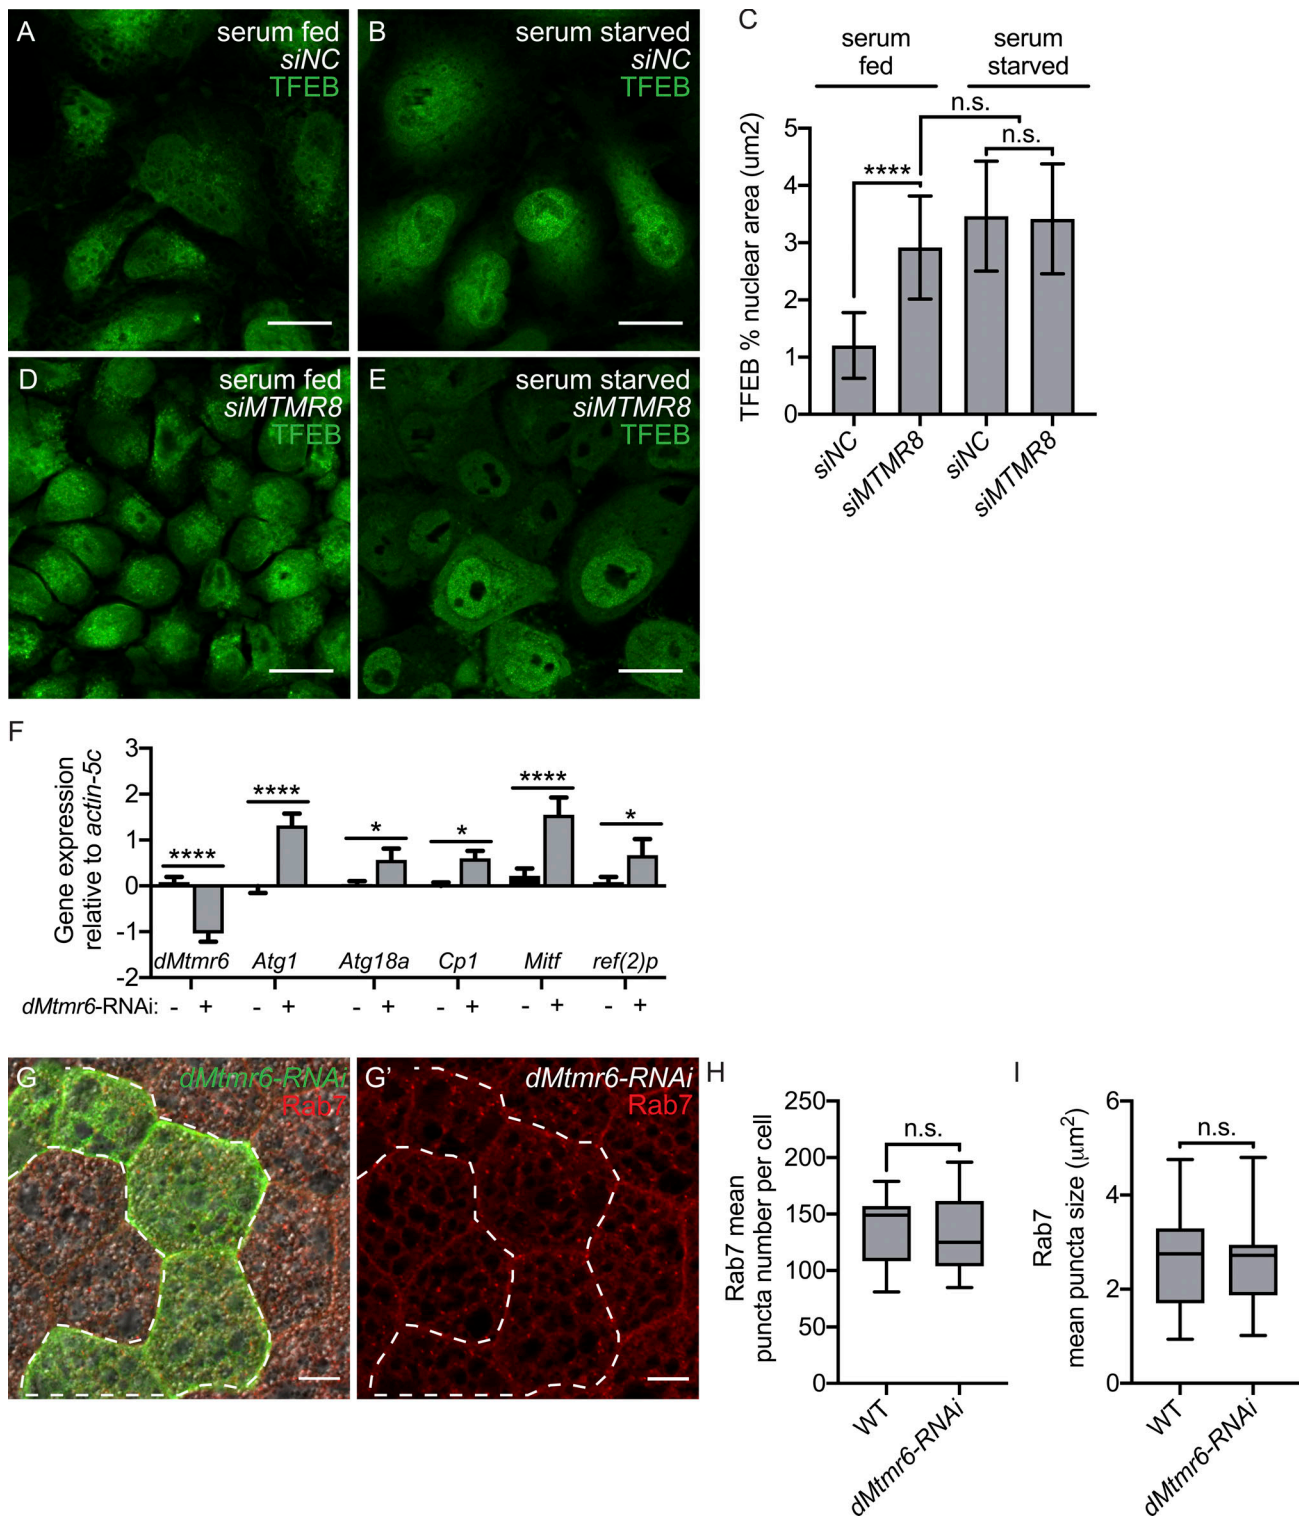 A
serum fed
siNC
TFEB
B
serum starved
siNC
TFEB
C
serum
fed
serum
starved
n.s.
n.s.
****
TFEB % nuclear area (um2)
5
4
3
2
1
0
siNC
siMTMR8
siNC
siMTMR8
D
serum fed
siMTMR8
TFEB
E
serum starved
siMTMR8
TFEB
F
Gene expression
relative to actin-5c
3
2
1
0
-1
-2
****
****
*
*
****
*
dMtmr6
Atg1
Atg18a
Cp1
Mitf
ref(2)p
dMtmr6-RNAi: - + - + - + - + - + - +
G
dMtmr6-RNAi
Rab7
G'
dMtmr6-RNAi
Rab7
H
Rab7 mean
puncta number per cell
250
200
150
100
50
0
n.s.
WT
dMtmr6-RNAi
I
Rab7
mean puncta size (μm²)
6
4
2
0
n.s.
WT
dMtmr6-RNAi